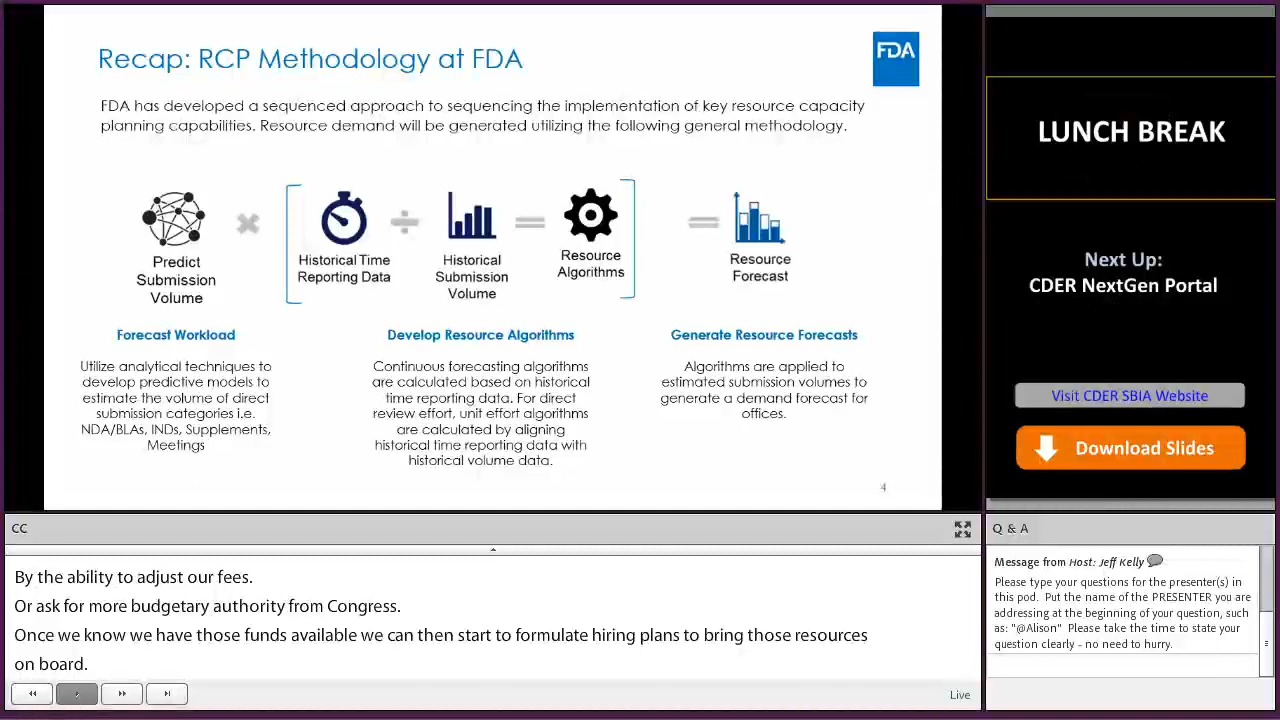 Recap: RCP Methodology at FDA
FDA
FDA has developed a sequenced approach to sequencing the implementation of key resource capacity
planning capabilities. Resource demand will be generated utilizing the following general methodology.
Predict
Submission
Volume
Historical Time
Reporting Data
Historical
Submission
Volume
Resource
Algorithms
Resource
Forecast
Forecast Workload
Utilize analytical techniques to
develop predictive models to
estimate the volume of direct
submission categories i.e.
NDA/BLAs, INDs, Supplements,
Meetings
Develop Resource Algorithms
Continuous forecasting algorithms
are calculated based on historical
time reporting data. For direct
review effort, unit effort algorithms
are calculated by aligning
historical time reporting data with
historical volume data.
Generate Resource Forecasts
Algorithms are applied to
estimated submission volumes to
generate a demand forecast for
offices.
4
LUNCH BREAK
Next Up:
CDER NextGen Portal
Visit CDER SBIA Website
Download Slides
CC
By the ability to adjust our fees.
Or ask for more budgetary authority from Congress.
Once we know we have those funds available we can then start to formulate hiring plans to bring those resources
on board.
Live
Q & A
Message from Host: Jeff Kelly
Please type your questions for the presenter(s) in
this pod. Put the name of the PRESENTER you are
addressing at the beginning of your question, such
as: "@Alison" Please take the time to state your
question clearly - no need to hurry.